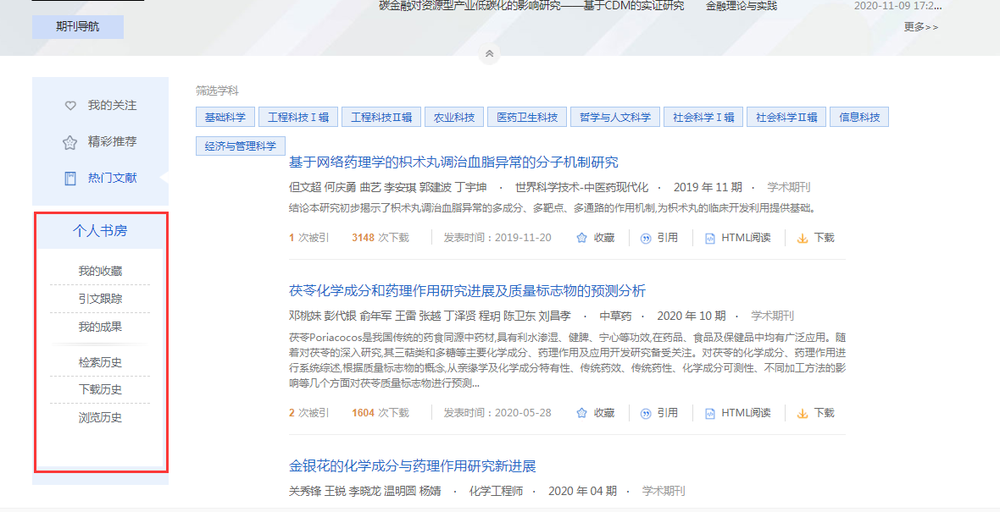 碳金融对资源型产业低碳化的影响研究——基于CDM的实证研究 金融理论与实践 2020-11-09 17:2...
期刊导航
更多>>
我的关注
精彩推荐
热门文献
个人书房
我的收藏
引文跟踪
我的成果
检索历史
下载历史
浏览历史
筛选学科
基础科学 工程科技Ⅰ辑 工程科技Ⅱ辑 农业科技 医药卫生科技 哲学与人文科学 社会科学Ⅰ辑 社会科学Ⅱ辑 信息科技
经济与管理科学
基于网络药理学的枳术丸调治血脂异常的分子机制研究
但文超 何庆勇 曲艺 李安琪 郭建波 丁宇坤 · 世界科学技术-中医药现代化 · 2019 年 11 期 · 学术期刊
结论本研究初步揭示了枳术丸调治血脂异常的多成分、多靶点、多通路的作用机制,为枳术丸的临床开发利用提供基础。
1 次被引 3148 次下载 发表时间：2019-11-20 收藏 引用 HTML阅读 下载
茯苓化学成分和药理作用研究进展及质量标志物的预测分析
邓桃妹 彭代银 俞年军 王雷 张越 丁泽贤 程玥 陈卫东 刘昌孝 · 中草药 · 2020 年 10 期 · 学术期刊
茯苓Poriacocos是我国传统的药食同源中药材,具有利水渗湿、健脾、宁心等功效,在药品、食品及保健品中均有广泛应用。随
着对茯苓的深入研究,其三萜类和多糖等主要化学成分、药理作用及应用开发研究备受关注。对茯苓的化学成分、药理作用进
行系统综述,根据质量标志物的概念,从亲缘学及化学成分特有性、传统药效、传统药性、化学成分可测性、不同加工方法的影
响等几个方面对茯苓质量标志物进行预测...
2 次被引 1604 次下载 发表时间：2020-05-28 收藏 引用 HTML阅读 下载
金银花的化学成分与药理作用研究新进展
关秀锋 王锐 李晓龙 温明圆 杨婧 · 化学工程师 · 2020 年 04 期 · 学术期刊